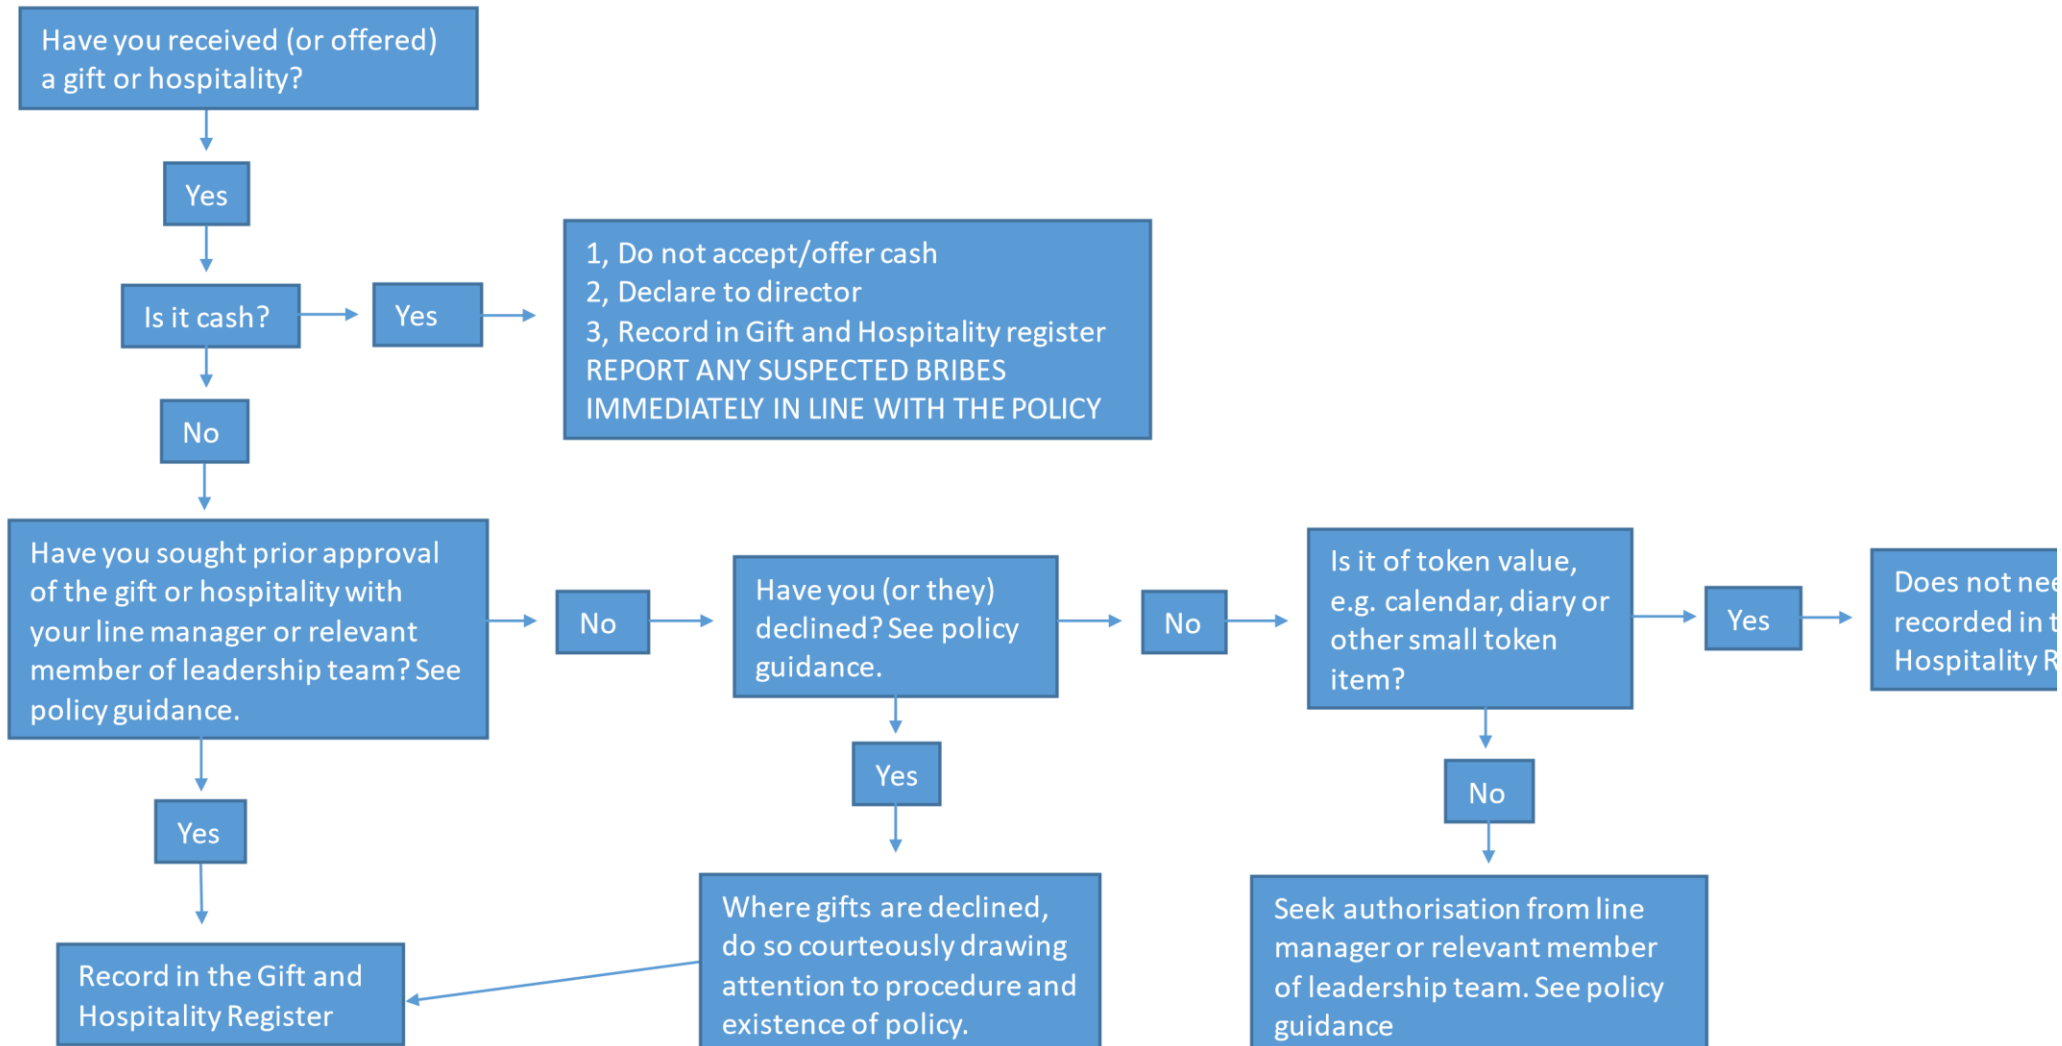 Have you received (or offered)
a gift or hospitality?
Yes
Is it cash?
Yes
1, Do not accept/offer cash
2, Declare to director
3, Record in Gift and Hospitality register
REPORT ANY SUSPECTED BRIBES
IMMEDIATELY IN LINE WITH THE POLICY
No
Have you sought prior approval
of the gift or hospitality with
your line manager or relevant
member of leadership team? See
policy guidance.
No
Have you (or they)
declined? See policy
guidance.
No
Is it of token value,
e.g. calendar, diary or
other small token
item?
Yes
Does not
recorded in
Hospitality
Yes
Yes
No
Record in the Gift and
Hospitality Register
Where gifts are declined,
do so courteously drawing
attention to procedure and
existence of policy.
Seek authorisation from line
manager or relevant member
of leadership team. See policy
guidance